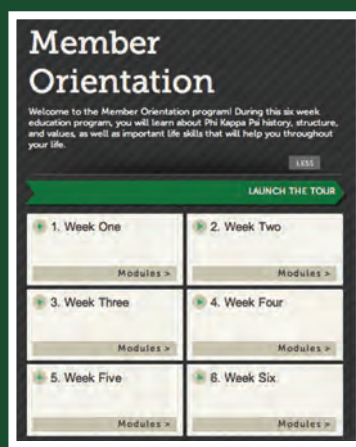 Member
Orientation
Welcome to the Member Orientation program! During this six week
education program, you will learn about Phi Kappa Psi history, structure,
and values, as well as important life skills that will help you throughout
your life.
LESS
LAUNCH THE TOUR
1. Week One
Modules >
2. Week Two
Modules >
3. Week Three
Modules >
4. Week Four
Modules >
5. Week Five
Modules >
6. Week Six
Modules >